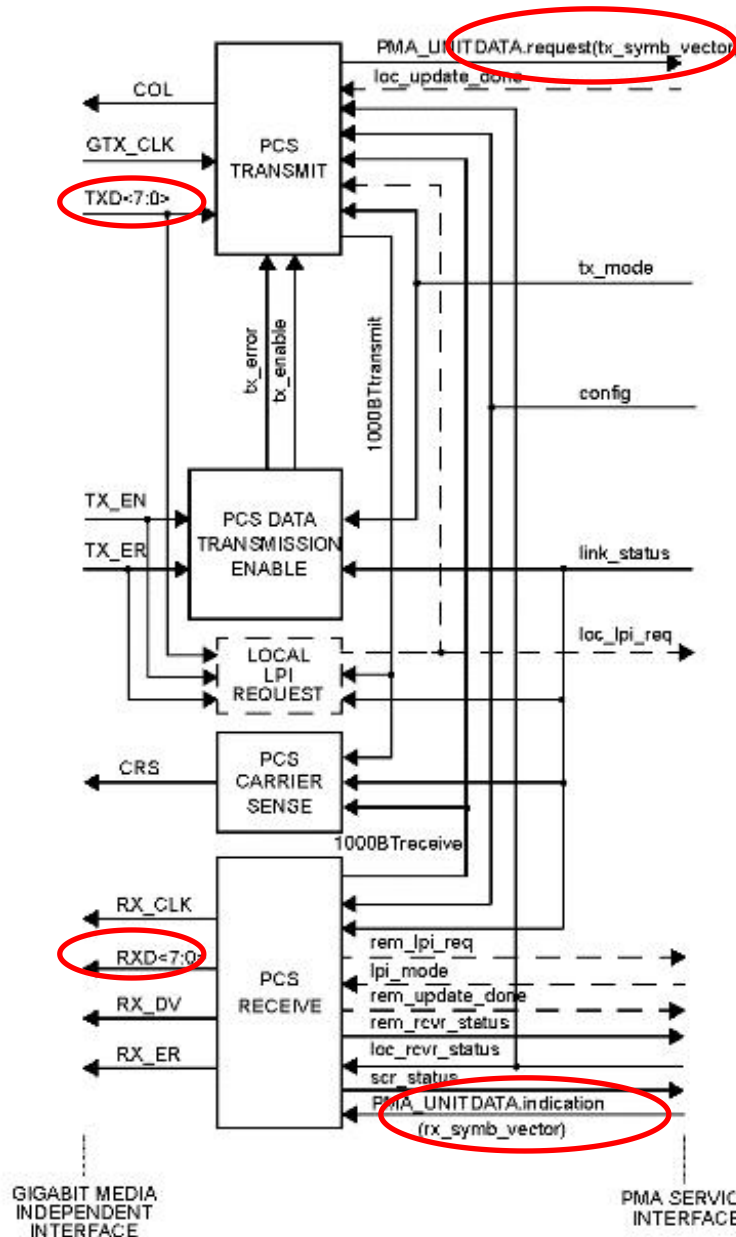 PMA_UNITDATA.request(tx_symb_vector
loc_update_done
COL
GTX_CLK
TXD<7:0>
PCS
TRANSMIT
tx_mode
tx_error
tx_enable
1000BTtransmit
config
TX_EN
TX_ER
PCS DATA
TRANSMISSION
ENABLE
link_status
LOCAL
LPI
REQUEST
loc_lpi_req
CRS
PCS
CARRIER
SENSE
1000BTreceive
RX_CLK
RXD<7:0>
RX_DV
RX_ER
PCS
RECEIVE
rem_lpi_req
lpi_mode
rem_update_done
rem_rcvr_status
loc_rcvr_status
scr_status
PMA_UNITDATA.indication
(rx_symb_vector)
GIGABIT MEDIA
INDEPENDENT
INTERFACE
PMA SERVIC
INTERFACE